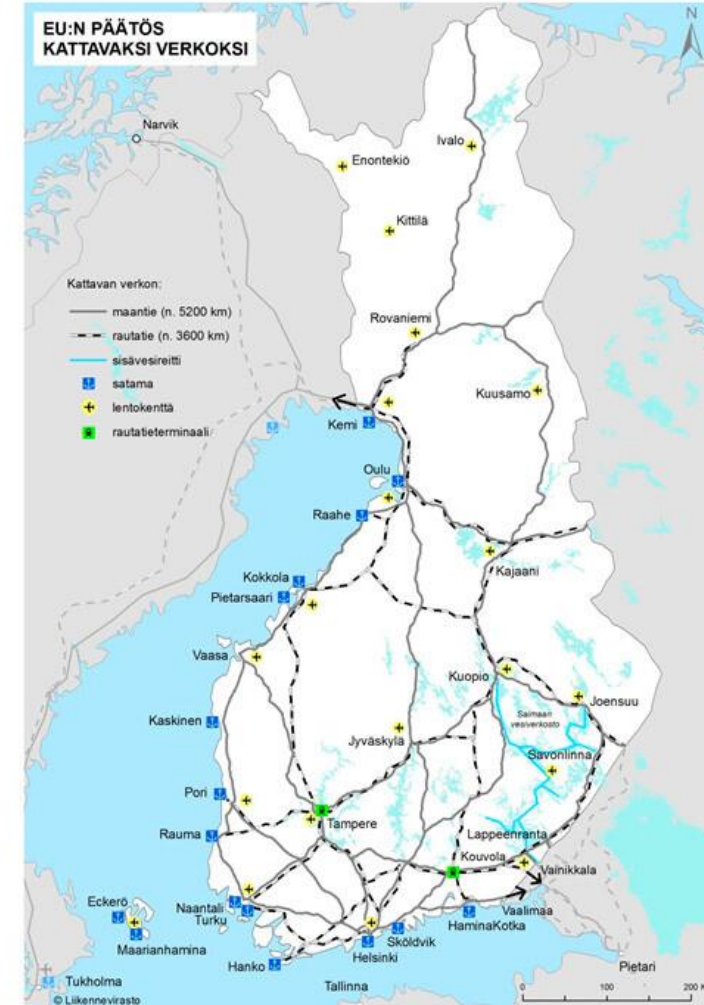 EU:N PÄÄTÖS
KATTAVAKSI VERKOKSI
N
Narvik
Ivalo
Enontekiö
Kittilä
Kattavan verkon:
maantie (n. 5200 km)
rautatie (n. 3600 km)
sisävesireitti
satama
lentokenttä
rautatieterminaali
Rovaniemi
Kuusamo
Kemi
Oulu
Raahe
Kajaani
Kokkola
Pietarsaari
Vaasa
Kuopio
Joensuu
Saimaan
vesiverkosto
Kaskinen
Jyväskylä
Savonlinna
Pori
Tampere
Rauma
Lappeenranta
Kouvola
Vainikkala
Naantali
Turku
Eckerö
Maarianhamina
HaminaKotka
Vaalimaa
Sköldvik
Helsinki
Hanko
Pietari
Tukholma
Tallinna
© Liikennevirasto
0 100 200